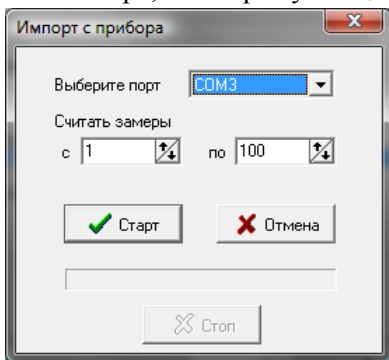 Импорт с прибора
Выберите порт COM3
Считать замеры
с 1 по 100
Старт Отмена
Стоп